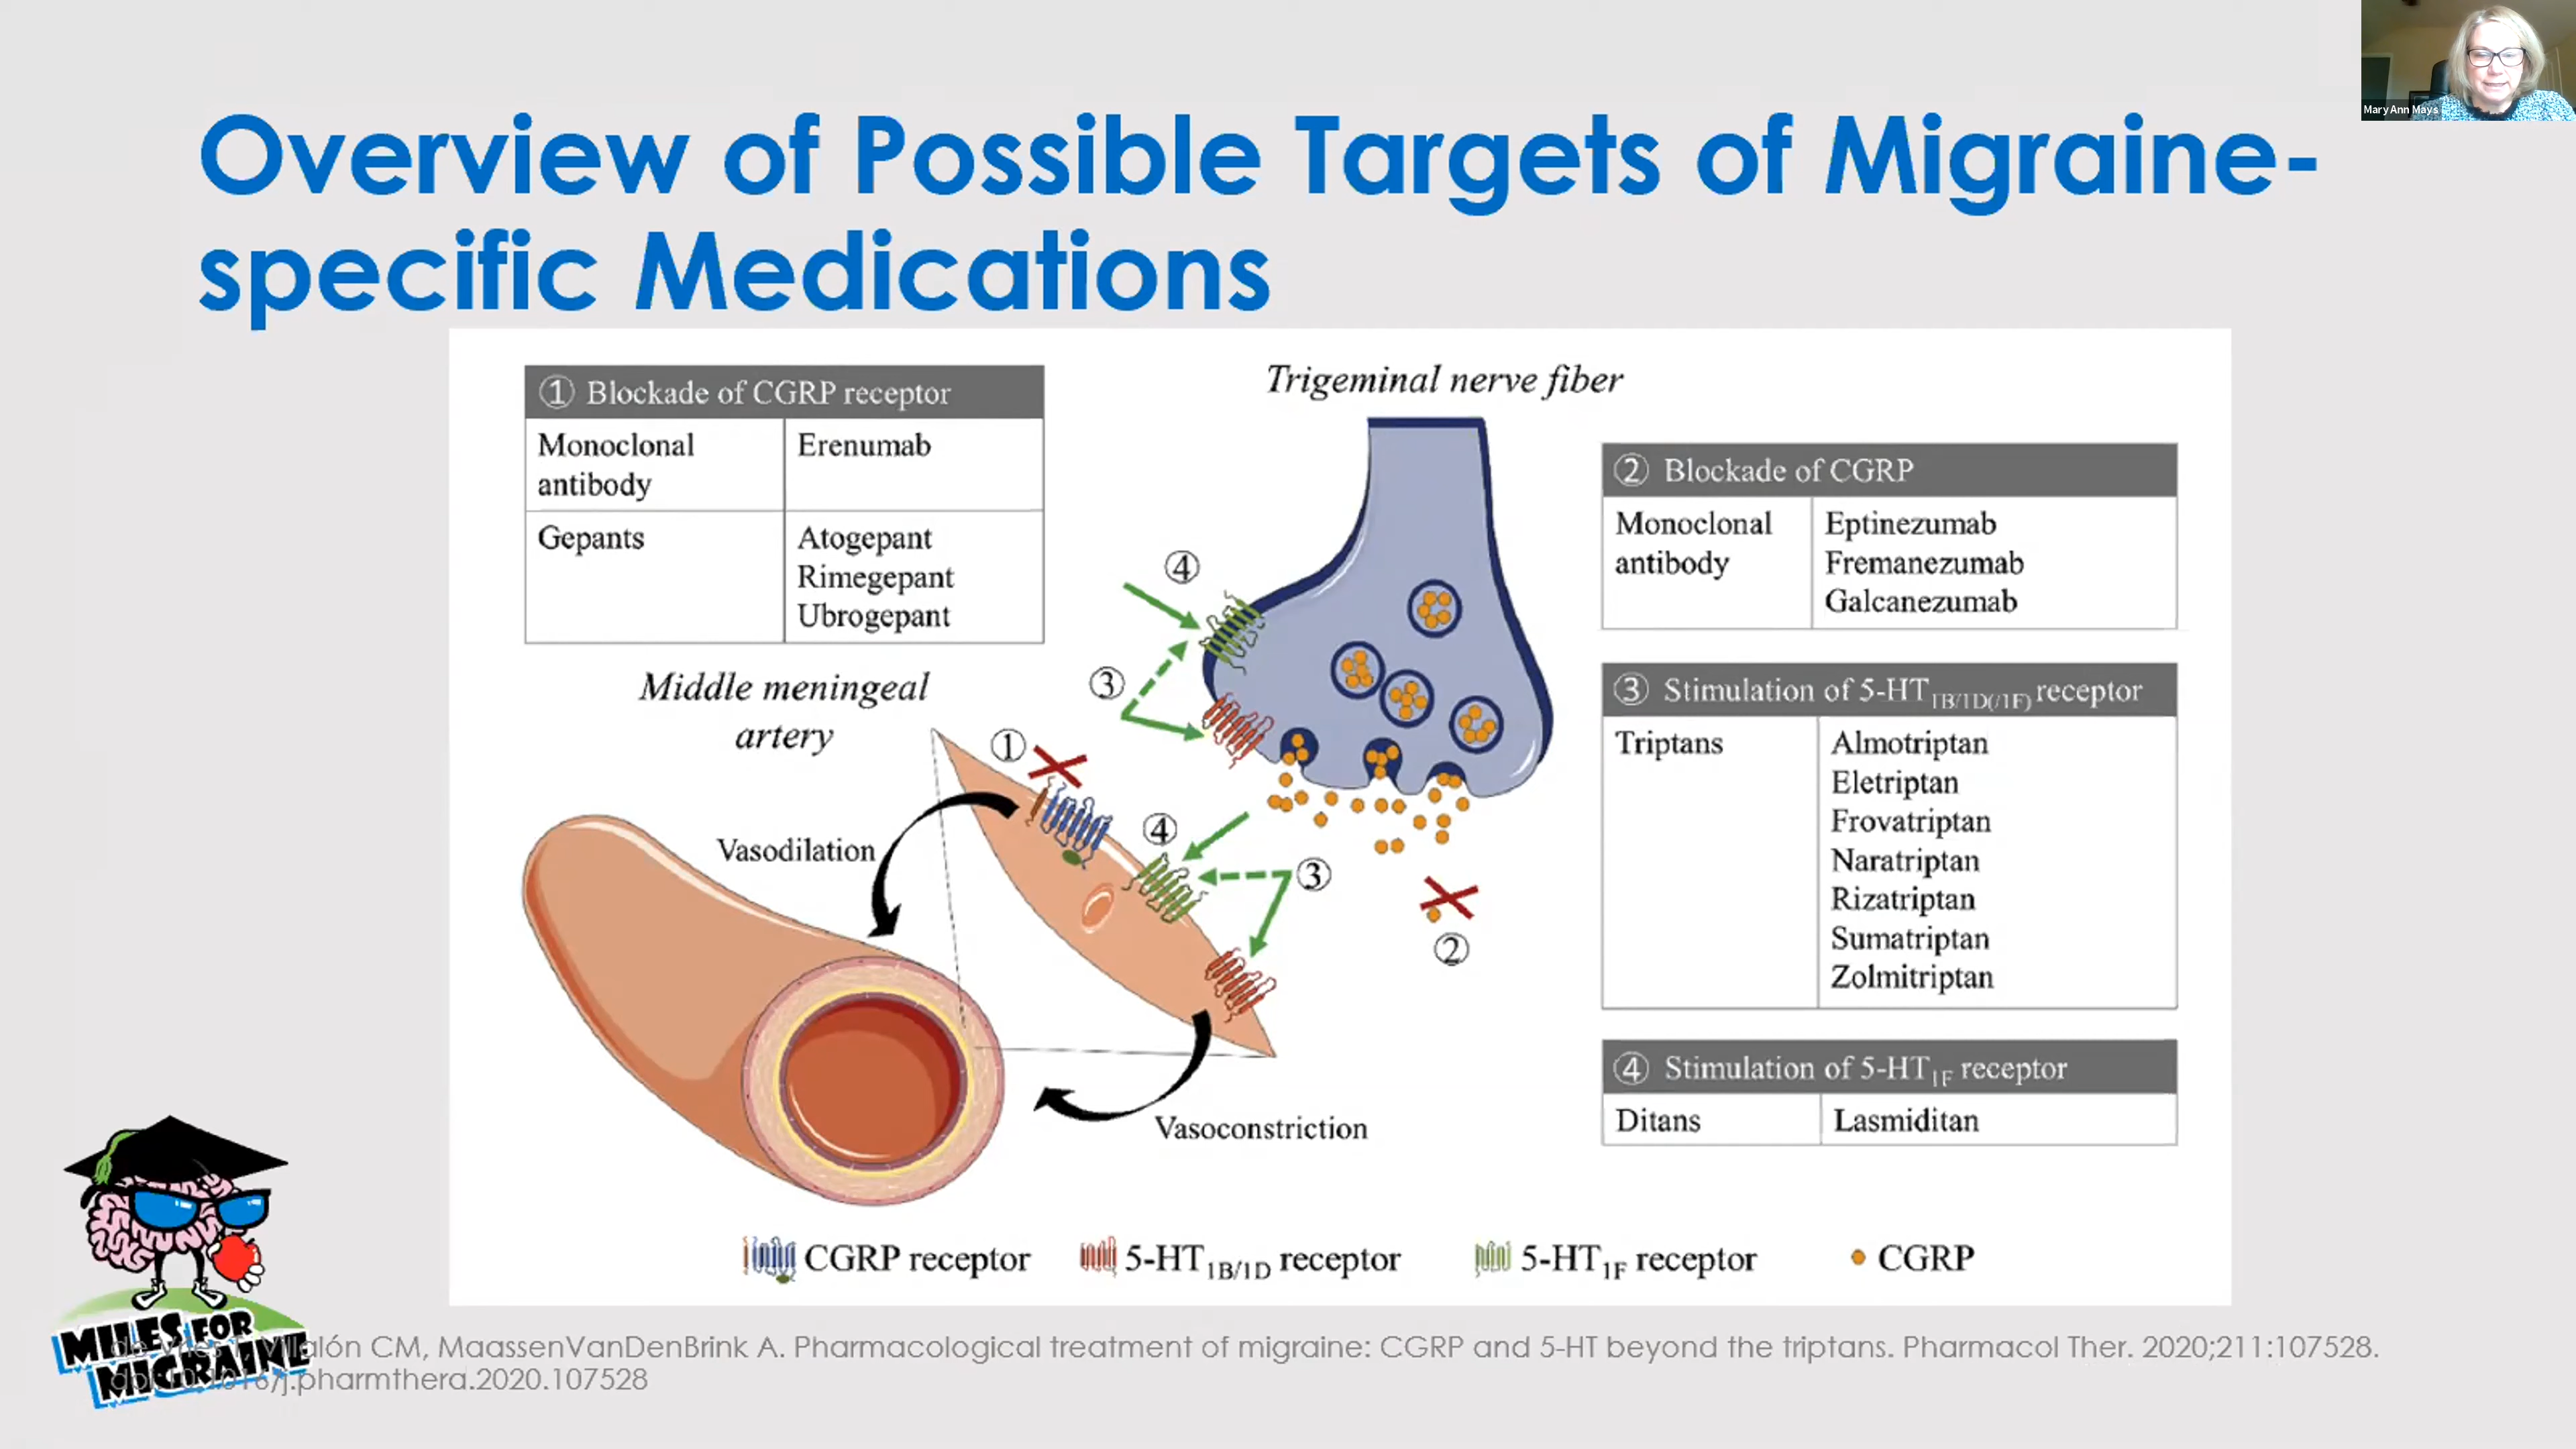 Mary Ann Mays
Overview of Possible Targets of Migraine-
specific Medications
① Blockade of CGRP receptor
Monoclonal
antibody
Erenumab
Gepants
Atogepant
Rimegepant
Ubrogepant
Trigeminal nerve fiber
② Blockade of CGRP
Monoclonal
antibody
Eptinezumab
Fremanezumab
Galcanezumab
③ Stimulation of 5-HT1B/1D(/1F) receptor
Triptans
Almotriptan
Eletriptan
Frovatriptan
Naratriptan
Rizatriptan
Sumatriptan
Zolmitriptan
④ Stimulation of 5-HT1F receptor
Ditans
Lasmiditan
Middle meningeal
artery
④
③
①
④
③
②
Vasodilation
Vasoconstriction
CGRP receptor
5-HT1B/1D receptor
5-HT1F receptor
CGRP
MILES FOR
MIGRAINE
CM, MaassenVanDenBrink A. Pharmacological treatment of migraine: CGRP and 5-HT beyond the triptans. Pharmacol Ther. 2020;211:107528.
j.pharmthera.2020.107528